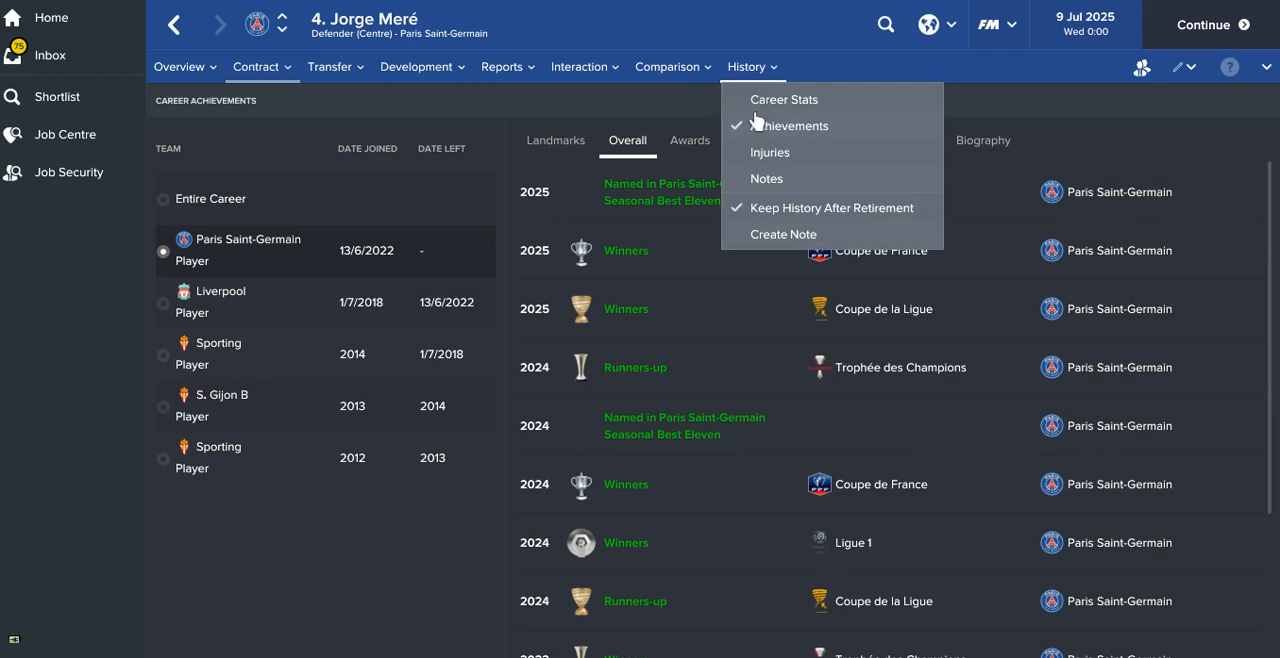 Home
75
Inbox
Shortlist
Job Centre
Job Security
4. Jorge Meré
Defender (Centre) - Paris Saint-Germain
FM
9 Jul 2025
Wed 0:00
Continue
Overview
Contract
Transfer
Development
Reports
Interaction
Comparison
History
?
CAREER ACHIEVEMENTS
Career Stats
Achievements
Injuries
Notes
Keep History After Retirement
Create Note
TEAM DATE JOINED DATE LEFT
Entire Career
Paris Saint-Germain
Player
13/6/2022 -
Liverpool
Player
1/7/2018 13/6/2022
Sporting
Player
2014 1/7/2018
S. Gijon B
Player
2013 2014
Sporting
Player
2012 2013
Landmarks Overall Awards Biography
2025 Named in Paris Saint-
Seasonal Best Eleven
Paris Saint-Germain
2025 Winners Coupe de France Paris Saint-Germain
2025 Winners Coupe de la Ligue Paris Saint-Germain
2024 Runners-up Trophée des Champions Paris Saint-Germain
2024 Named in Paris Saint-Germain
Seasonal Best Eleven
Paris Saint-Germain
2024 Winners Coupe de France Paris Saint-Germain
2024 Winners Ligue 1 Paris Saint-Germain
2024 Runners-up Coupe de la Ligue Paris Saint-Germain